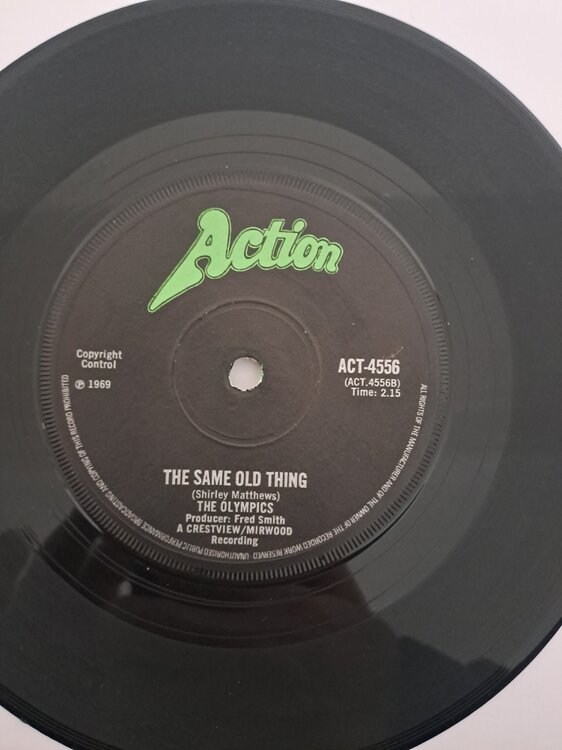 Action
Copyright
Control
℗ 1969
ACT-4556
(ACT.4556B)
Time: 2.15
THE SAME OLD THING
(Shirley Matthews)
THE OLYMPICS
Producer: Fred Smith
A CRESTVIEW/MIRWOOD
Recording
ALL RIGHTS OF THE MANUFACTURER AND OF THE OWNER OF THE RECORDED WORK RESERVED · UNAUTHORISED PUBLIC PERFORMANCE BROADCASTING AND COPYING OF THIS RECORD PROHIBITED